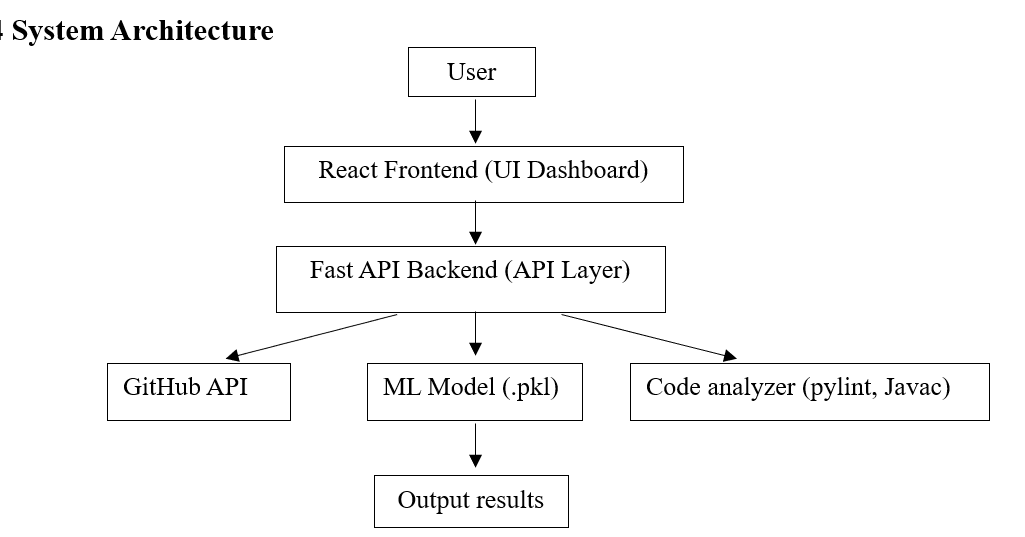 4 System Architecture
User
React Frontend (UI Dashboard)
Fast API Backend (API Layer)
GitHub API
ML Model (.pkl)
Code analyzer (pylint, Javac)
Output results